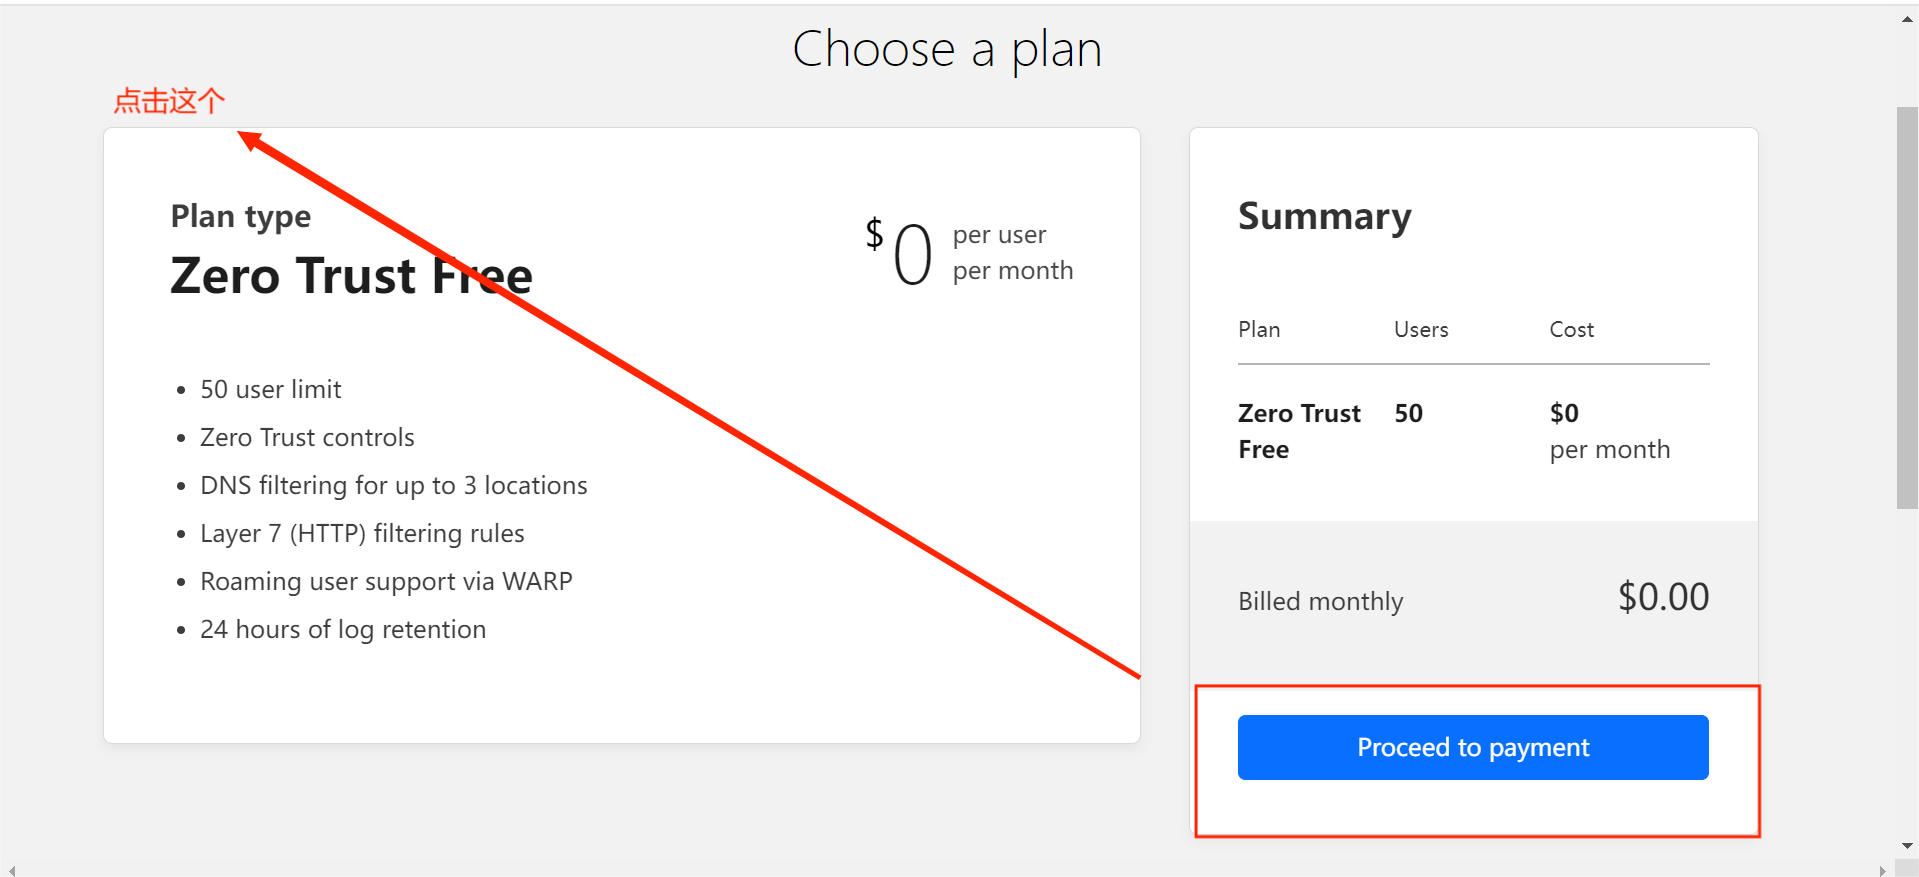 Choose a plan
点击这个
Plan type
Zero Trust Free
$0 per user
per month
• 50 user limit
• Zero Trust controls
• DNS filtering for up to 3 locations
• Layer 7 (HTTP) filtering rules
• Roaming user support via WARP
• 24 hours of log retention
Summary
Plan Users Cost
Zero Trust 50 $0
Free per month
Billed monthly $0.00
Proceed to payment